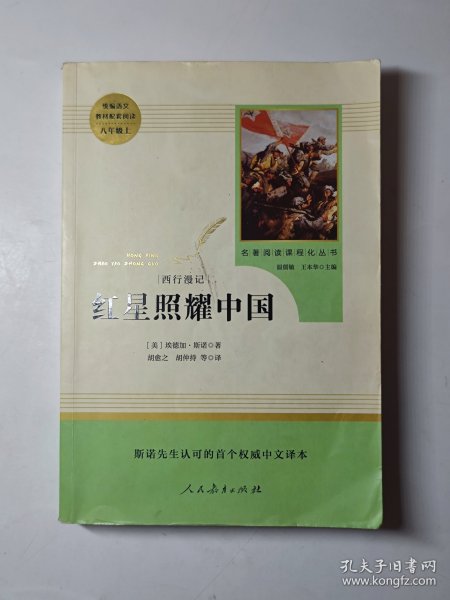 统编语文
教材配套阅读
八年级上
名著阅读课程化丛书
温儒敏 王本华◇主编
HONG XING
ZHAO YAO ZHONG GUO
西行漫记
红星照耀中国
［美］埃德加·斯诺◇著
胡愈之 胡仲持 等◇译
斯诺先生认可的首个权威中文译本
人民教育出版社
孔夫子旧书网
www.kongfz.com